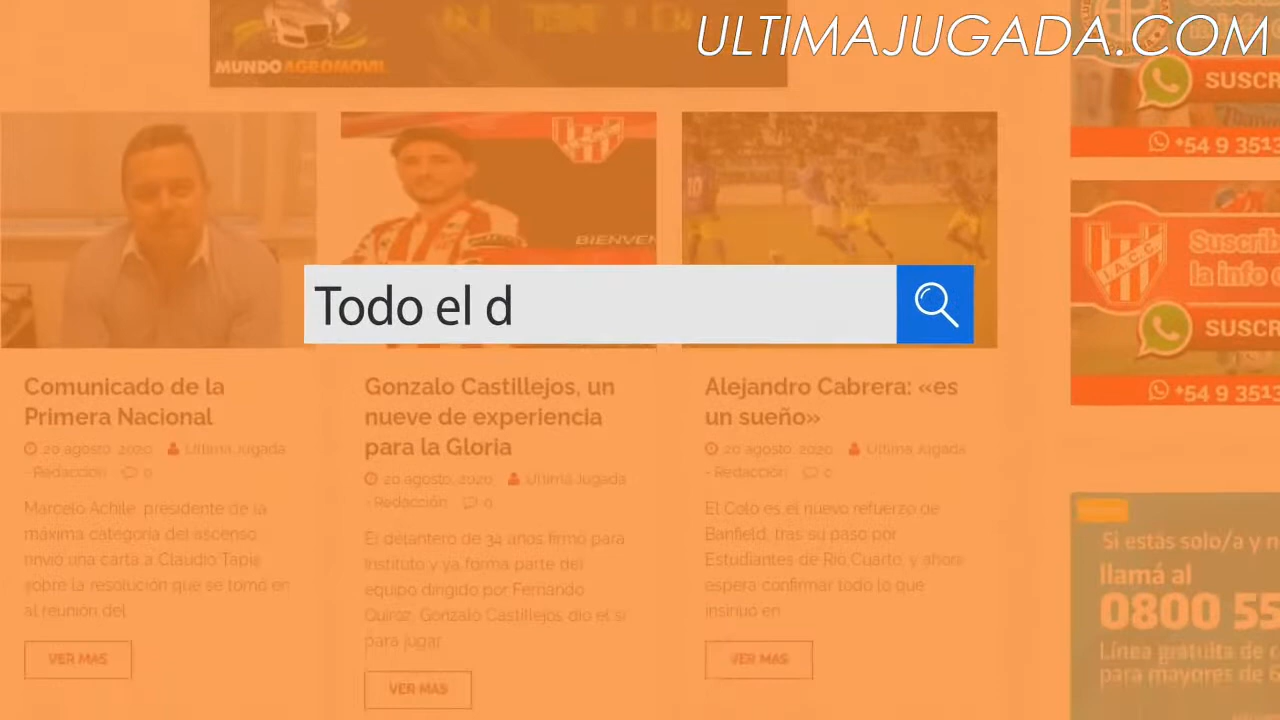 ULTIMAJUGADA.COM
MUNDOAGROMOVIL
SUSCR
+54 9 3513
BIENVEN
I.A.C.C.
Suscrib
la info
SUSCR
+54 9 3513
Todo el d
Comunicado de la
Primera Nacional
20 agosto, 2020 Ultima Jugada
- Redacción 0
Marcelo Achile, presidente de la
máxima categoría del ascenso
envió una carta a Claudio Tapia
sobre la resolución que se tomó en
al reunión del
VER MAS
Gonzalo Castillejos, un
nueve de experiencia
para la Gloria
20 agosto, 2020 Ultima Jugada
- Redacción 0
El delantero de 34 años firmó para
Instituto y ya forma parte del
equipo dirigido por Fernando
Quiroz. Gonzalo Castillejos dio el sí
para jugar
VER MAS
Alejandro Cabrera: «es
un sueño»
20 agosto, 2020 Ultima Jugada
- Redacción 0
El Colo es el nuevo refuerzo de
Banfield, tras su paso por
Estudiantes de Río Cuarto, y ahora
espera confirmar todo lo que
insinuó en
VER MAS
Si estás solo/a y n
llamá al
0800 55
Línea gratuita de c
para mayores de 6